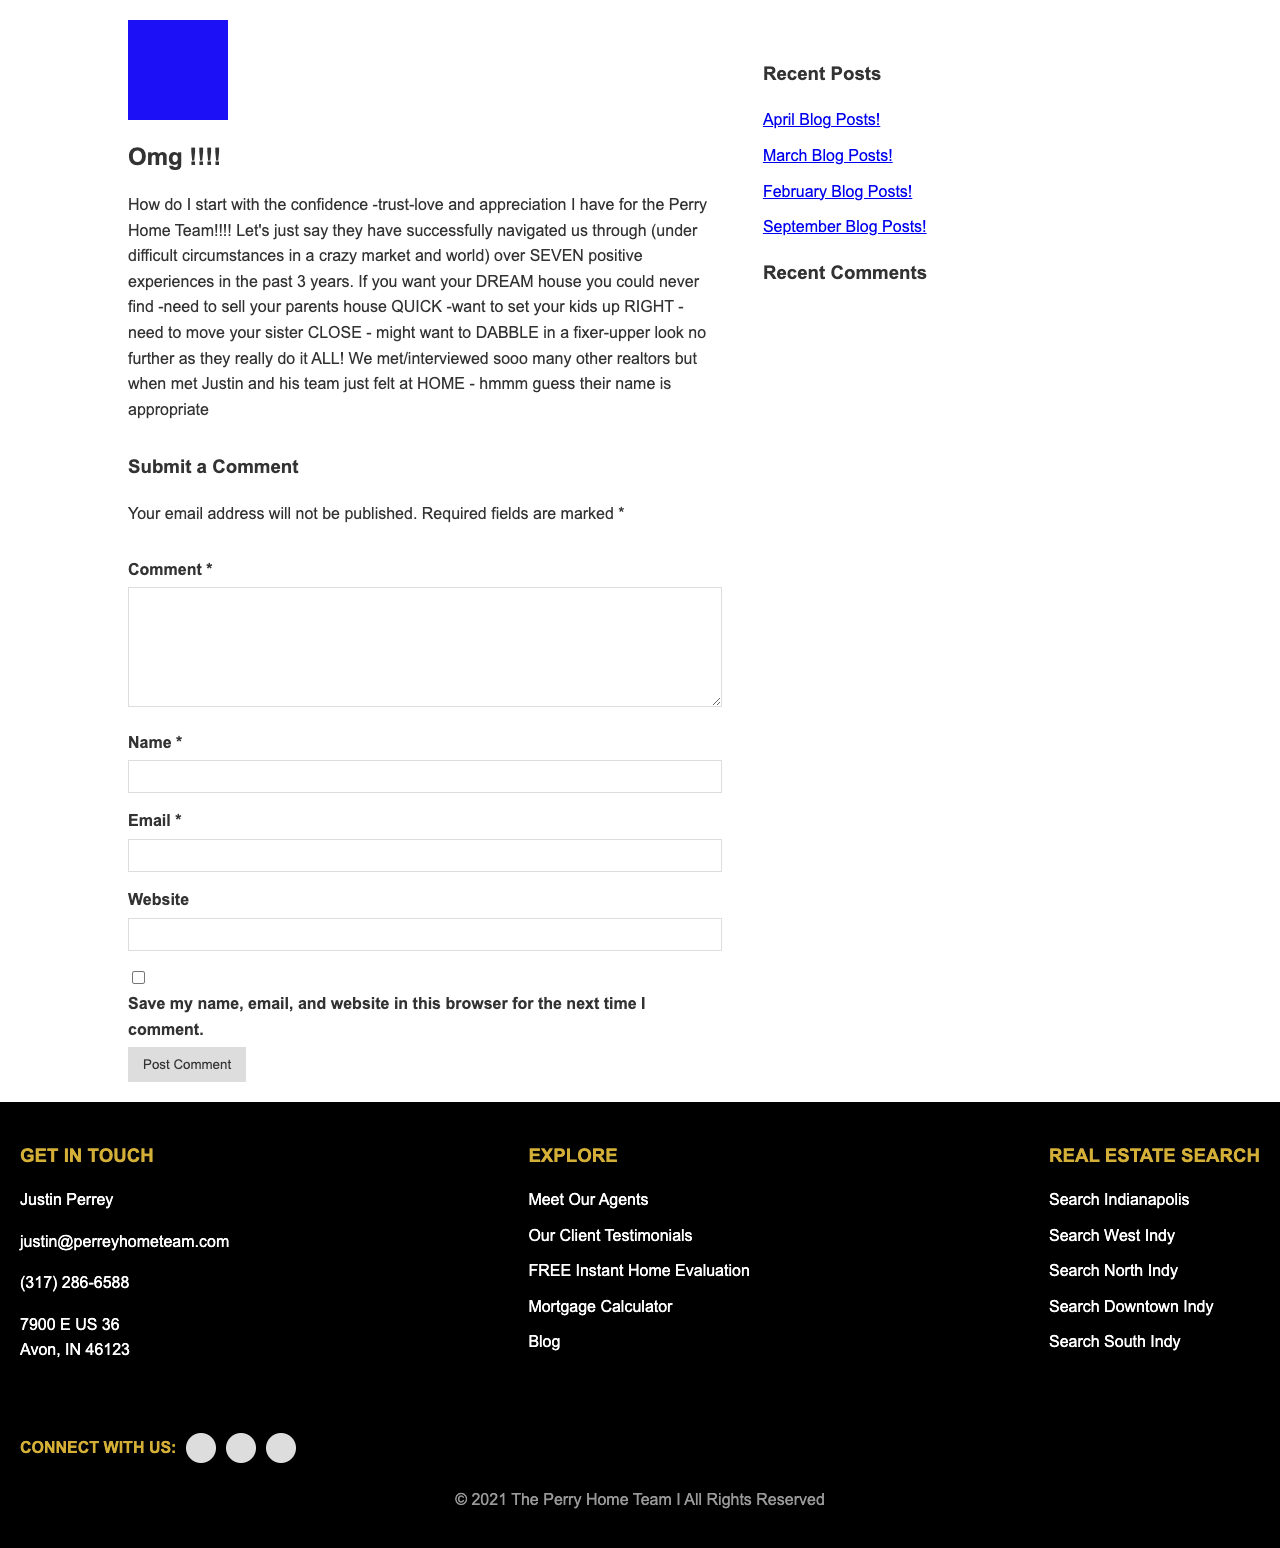 Omg !!!!
How do I start with the confidence -trust-love and appreciation I have for the Perry
Home Team!!!! Let's just say they have successfully navigated us through (under
difficult circumstances in a crazy market and world) over SEVEN positive
experiences in the past 3 years. If you want your DREAM house you could never
find -need to sell your parents house QUICK -want to set your kids up RIGHT -
need to move your sister CLOSE - might want to DABBLE in a fixer-upper look no
further as they really do it ALL! We met/interviewed sooo many other realtors but
when met Justin and his team just felt at HOME - hmmm guess their name is
appropriate
Submit a Comment
Your email address will not be published. Required fields are marked *
Comment *
Name *
Email *
Website
Save my name, email, and website in this browser for the next time I
comment.
Post Comment
Recent Posts
April Blog Posts!
March Blog Posts!
February Blog Posts!
September Blog Posts!
Recent Comments
GET IN TOUCH
Justin Perrey
justin@perreyhometeam.com
(317) 286-6588
7900 E US 36
Avon, IN 46123
EXPLORE
Meet Our Agents
Our Client Testimonials
FREE Instant Home Evaluation
Mortgage Calculator
Blog
REAL ESTATE SEARCH
Search Indianapolis
Search West Indy
Search North Indy
Search Downtown Indy
Search South Indy
CONNECT WITH US:
© 2021 The Perry Home Team I All Rights Reserved